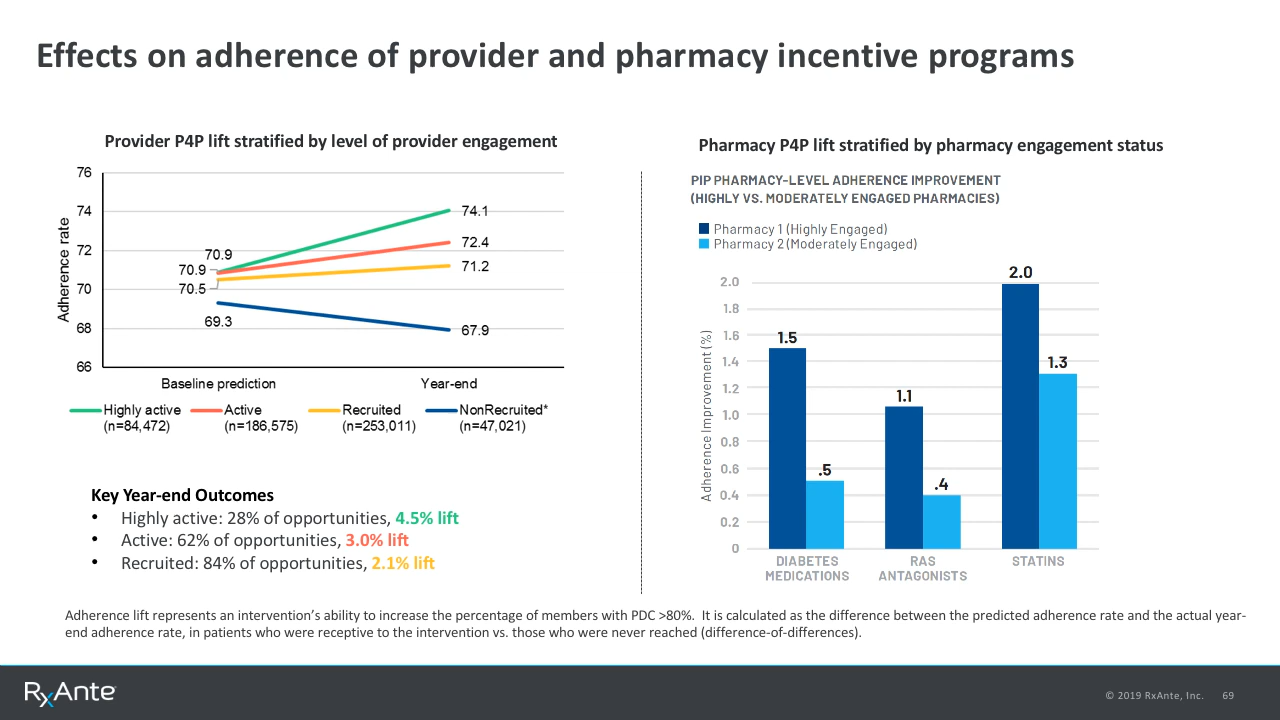 Effects on adherence of provider and pharmacy incentive programs
Provider P4P lift stratified by level of provider engagement
76
74
72
70
68
66
Adherence rate
70.9
70.9
70.5
69.3
74.1
72.4
71.2
67.9
Baseline prediction
Year-end
Highly active
(n=84,472)
Active
(n=186,575)
Recruited
(n=253,011)
NonRecruited*
(n=47,021)
Key Year-end Outcomes
• Highly active: 28% of opportunities, 4.5% lift
• Active: 62% of opportunities, 3.0% lift
• Recruited: 84% of opportunities, 2.1% lift
Pharmacy P4P lift stratified by pharmacy engagement status
PIP PHARMACY-LEVEL ADHERENCE IMPROVEMENT
(HIGHLY VS. MODERATELY ENGAGED PHARMACIES)
Pharmacy 1 (Highly Engaged)
Pharmacy 2 (Moderately Engaged)
Adherence Improvement (%)
2.0
1.8
1.6
1.4
1.2
1.0
0.8
0.6
0.4
0.2
0
1.5
.5
1.1
.4
2.0
1.3
DIABETES
MEDICATIONS
RAS
ANTAGONISTS
STATINS
Adherence lift represents an intervention’s ability to increase the percentage of members with PDC >80%.  It is calculated as the difference between the predicted adherence rate and the actual year-
end adherence rate, in patients who were receptive to the intervention vs. those who were never reached (difference-of-differences).
RxAnte
© 2019 RxAnte, Inc.
69